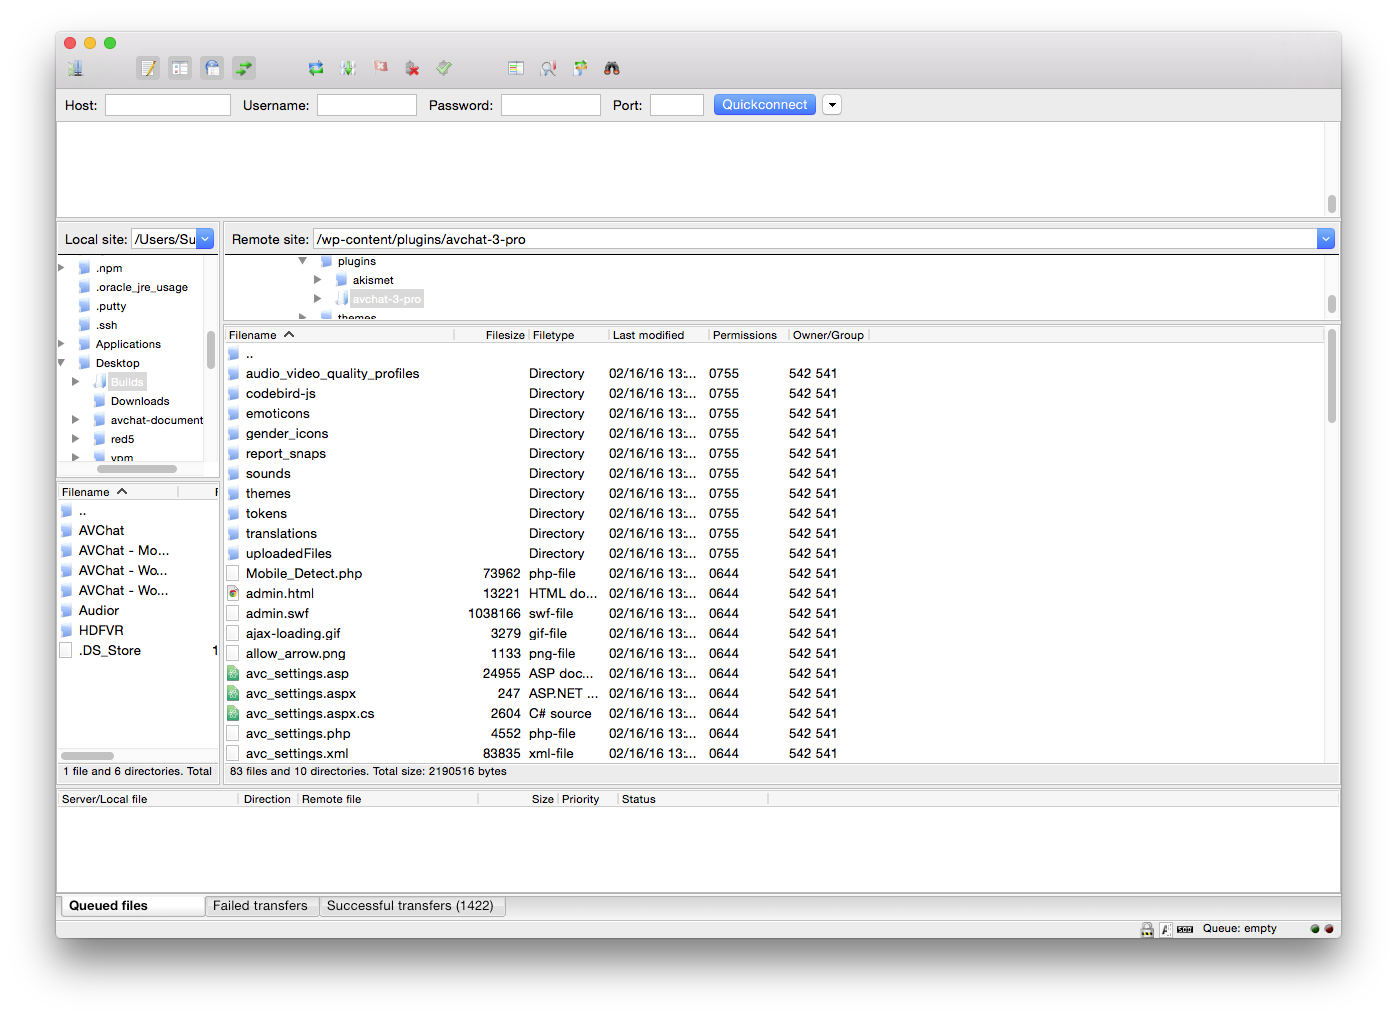 Host: Username: Password: Port: Quickconnect
Local site: /Users/Su
Remote site: /wp-content/plugins/avchat-3-pro
.npm
.oracle_jre_usage
.putty
.ssh
Applications
Desktop
Builds
Downloads
avchat-document
red5
vpm
plugins
akismet
avchat-3-pro
themes
Filename
..
AVChat
AVChat - Mo...
AVChat - Wo...
AVChat - Wo...
Audior
HDFVR
.DS_Store 1
1 file and 6 directories. Total
Filename Filesize Filetype Last modified Permissions Owner/Group
..
audio_video_quality_profiles Directory 02/16/16 13:... 0755 542 541
codebird-js Directory 02/16/16 13:... 0755 542 541
emoticons Directory 02/16/16 13:... 0755 542 541
gender_icons Directory 02/16/16 13:... 0755 542 541
report_snaps Directory 02/16/16 13:... 0755 542 541
sounds Directory 02/16/16 13:... 0755 542 541
themes Directory 02/16/16 13:... 0755 542 541
tokens Directory 02/16/16 13:... 0755 542 541
translations Directory 02/16/16 13:... 0755 542 541
uploadedFiles Directory 02/16/16 13:... 0755 542 541
Mobile_Detect.php 73962 php-file 02/16/16 13:... 0644 542 541
admin.html 13221 HTML do... 02/16/16 13:... 0644 542 541
admin.swf 1038166 swf-file 02/16/16 13:... 0644 542 541
ajax-loading.gif 3279 gif-file 02/16/16 13:... 0644 542 541
allow_arrow.png 1133 png-file 02/16/16 13:... 0644 542 541
avc_settings.asp 24955 ASP doc... 02/16/16 13:... 0644 542 541
avc_settings.aspx 247 ASP.NET ... 02/16/16 13:... 0644 542 541
avc_settings.aspx.cs 2604 C# source 02/16/16 13:... 0644 542 541
avc_settings.php 4552 php-file 02/16/16 13:... 0644 542 541
avc_settings.xml 83835 xml-file 02/16/16 13:... 0644 542 541
83 files and 10 directories. Total size: 2190516 bytes
Server/Local file Direction Remote file Size Priority Status
Queued files Failed transfers Successful transfers (1422)
Queue: empty